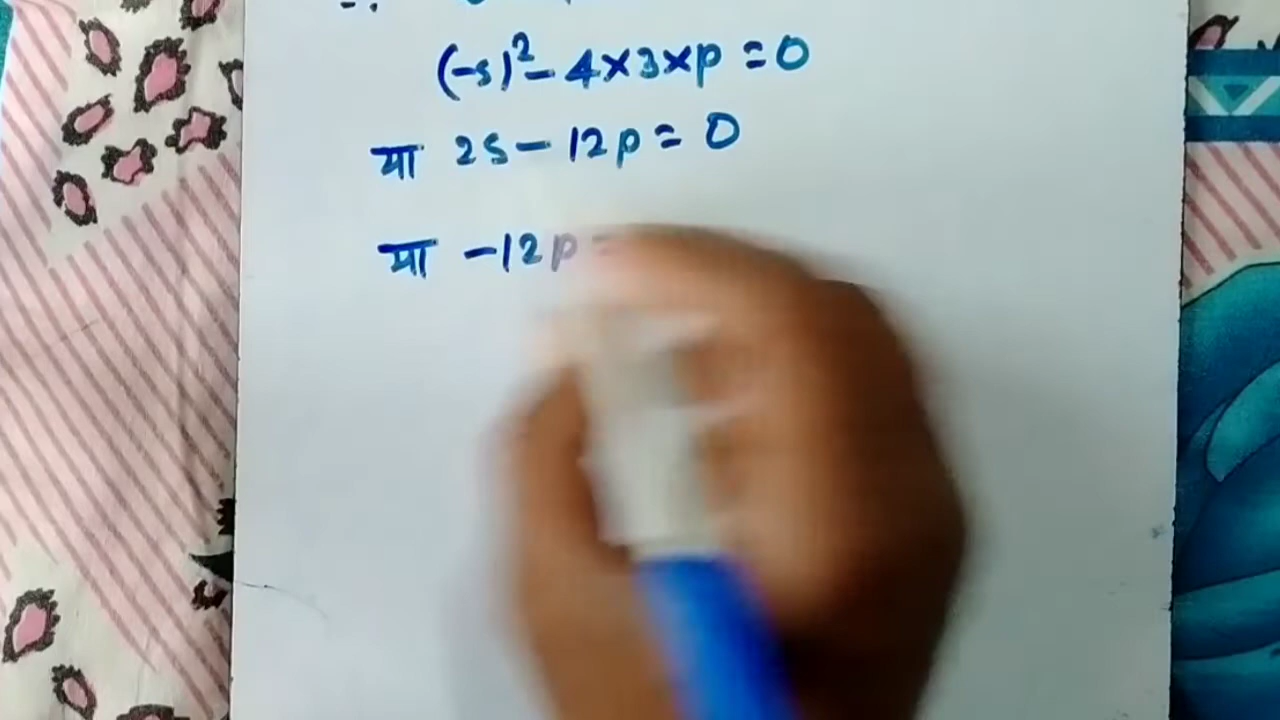 (-5)² - 4×3×p = 0
या 25 - 12p = 0
या -12p =